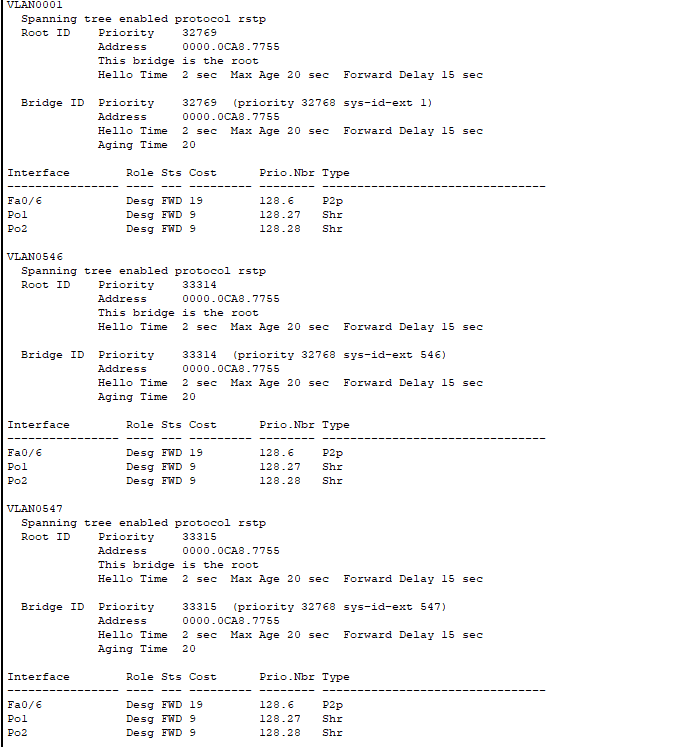 VLAN0001
  Spanning tree enabled protocol rstp
  Root ID    Priority    32769
             Address     0000.0CA8.7755
             This bridge is the root
             Hello Time  2 sec  Max Age 20 sec  Forward Delay 15 sec

  Bridge ID  Priority    32769  (priority 32768 sys-id-ext 1)
             Address     0000.0CA8.7755
             Hello Time  2 sec  Max Age 20 sec  Forward Delay 15 sec
             Aging Time  20

Interface        Role Sts Cost      Prio.Nbr Type
---------------- ---- --- --------- -------- --------------------------------
Fa0/6            Desg FWD 19        128.6    P2p
Po1              Desg FWD 9         128.27   Shr
Po2              Desg FWD 9         128.28   Shr

VLAN0546
  Spanning tree enabled protocol rstp
  Root ID    Priority    33314
             Address     0000.0CA8.7755
             This bridge is the root
             Hello Time  2 sec  Max Age 20 sec  Forward Delay 15 sec

  Bridge ID  Priority    33314  (priority 32768 sys-id-ext 546)
             Address     0000.0CA8.7755
             Hello Time  2 sec  Max Age 20 sec  Forward Delay 15 sec
             Aging Time  20

Interface        Role Sts Cost      Prio.Nbr Type
---------------- ---- --- --------- -------- --------------------------------
Fa0/6            Desg FWD 19        128.6    P2p
Po1              Desg FWD 9         128.27   Shr
Po2              Desg FWD 9         128.28   Shr

VLAN0547
  Spanning tree enabled protocol rstp
  Root ID    Priority    33315
             Address     0000.0CA8.7755
             This bridge is the root
             Hello Time  2 sec  Max Age 20 sec  Forward Delay 15 sec

  Bridge ID  Priority    33315  (priority 32768 sys-id-ext 547)
             Address     0000.0CA8.7755
             Hello Time  2 sec  Max Age 20 sec  Forward Delay 15 sec
             Aging Time  20

Interface        Role Sts Cost      Prio.Nbr Type
---------------- ---- --- --------- -------- --------------------------------
Fa0/6            Desg FWD 19        128.6    P2p
Po1              Desg FWD 9         128.27   Shr
Po2              Desg FWD 9         128.28   Shr